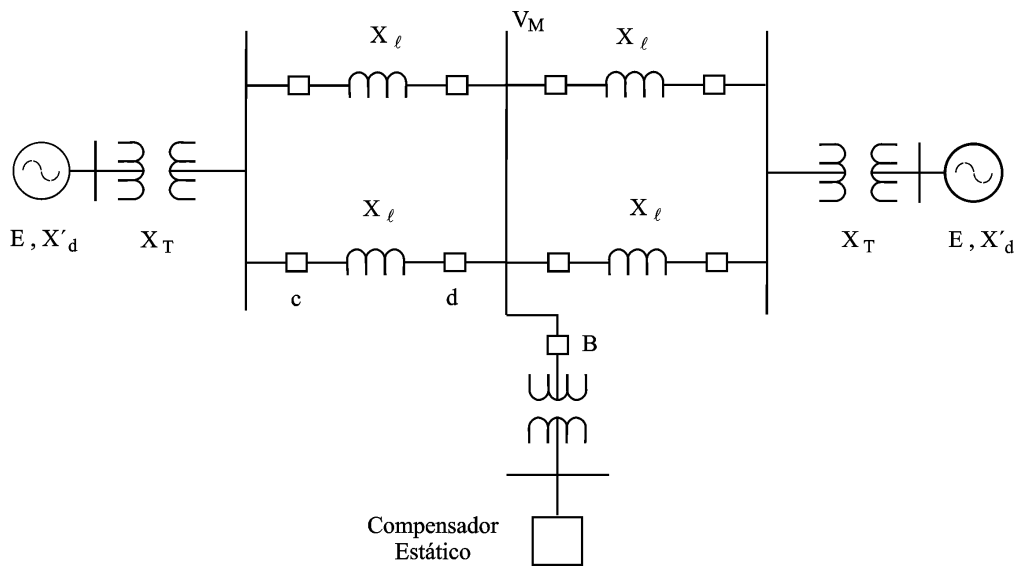 V_M
X_ℓ
X_ℓ
X_ℓ
X_ℓ
E , X´_d
X_T
X_T
E , X´_d
c
d
B
Compensador
Estático